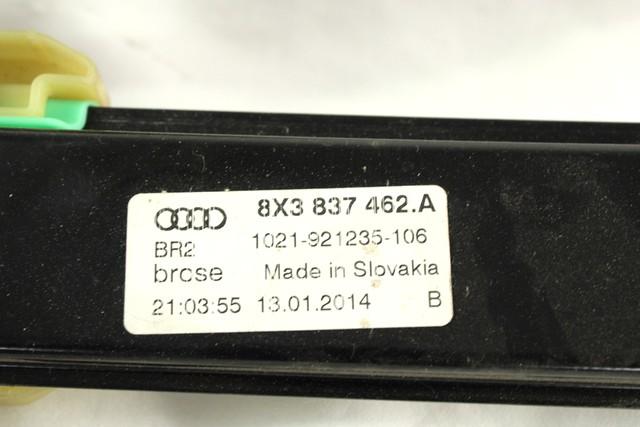 8X3 837 462.A
BR2 1021-921235-106
brose Made in Slovakia
21:03:55 13.01.2014 B